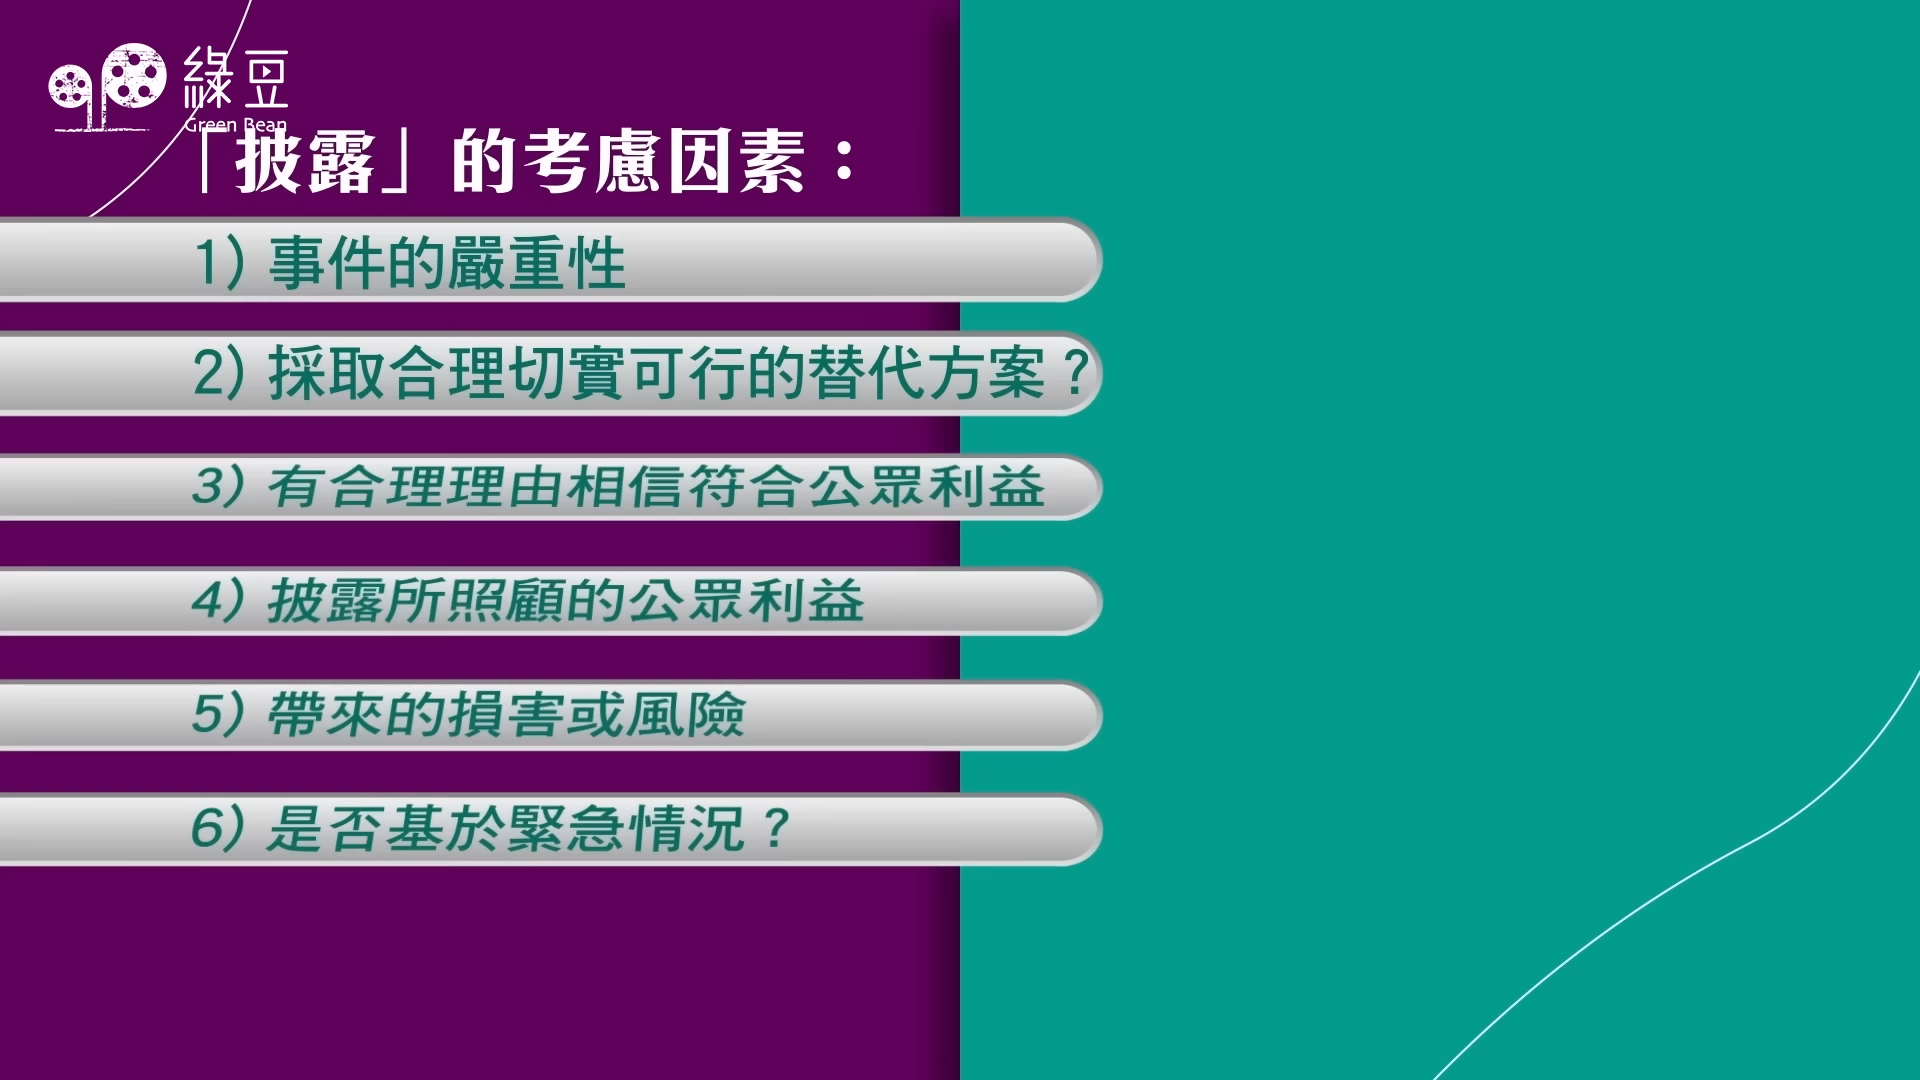 綠豆
Green Bean
「披露」的考慮因素：
1) 事件的嚴重性
2) 採取合理切實可行的替代方案？
3) 有合理理由相信符合公眾利益
4) 披露所照顧的公眾利益
5) 帶來的損害或風險
6) 是否基於緊急情況？